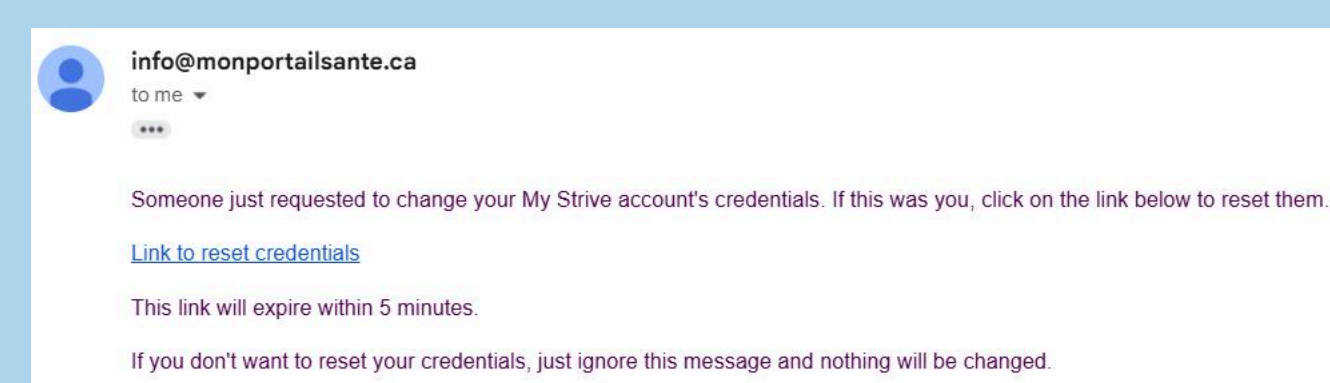 info@monportailsante.ca
to me
Someone just requested to change your My Strive account's credentials. If this was you, click on the link below to reset them.
Link to reset credentials
This link will expire within 5 minutes.
If you don't want to reset your credentials, just ignore this message and nothing will be changed.